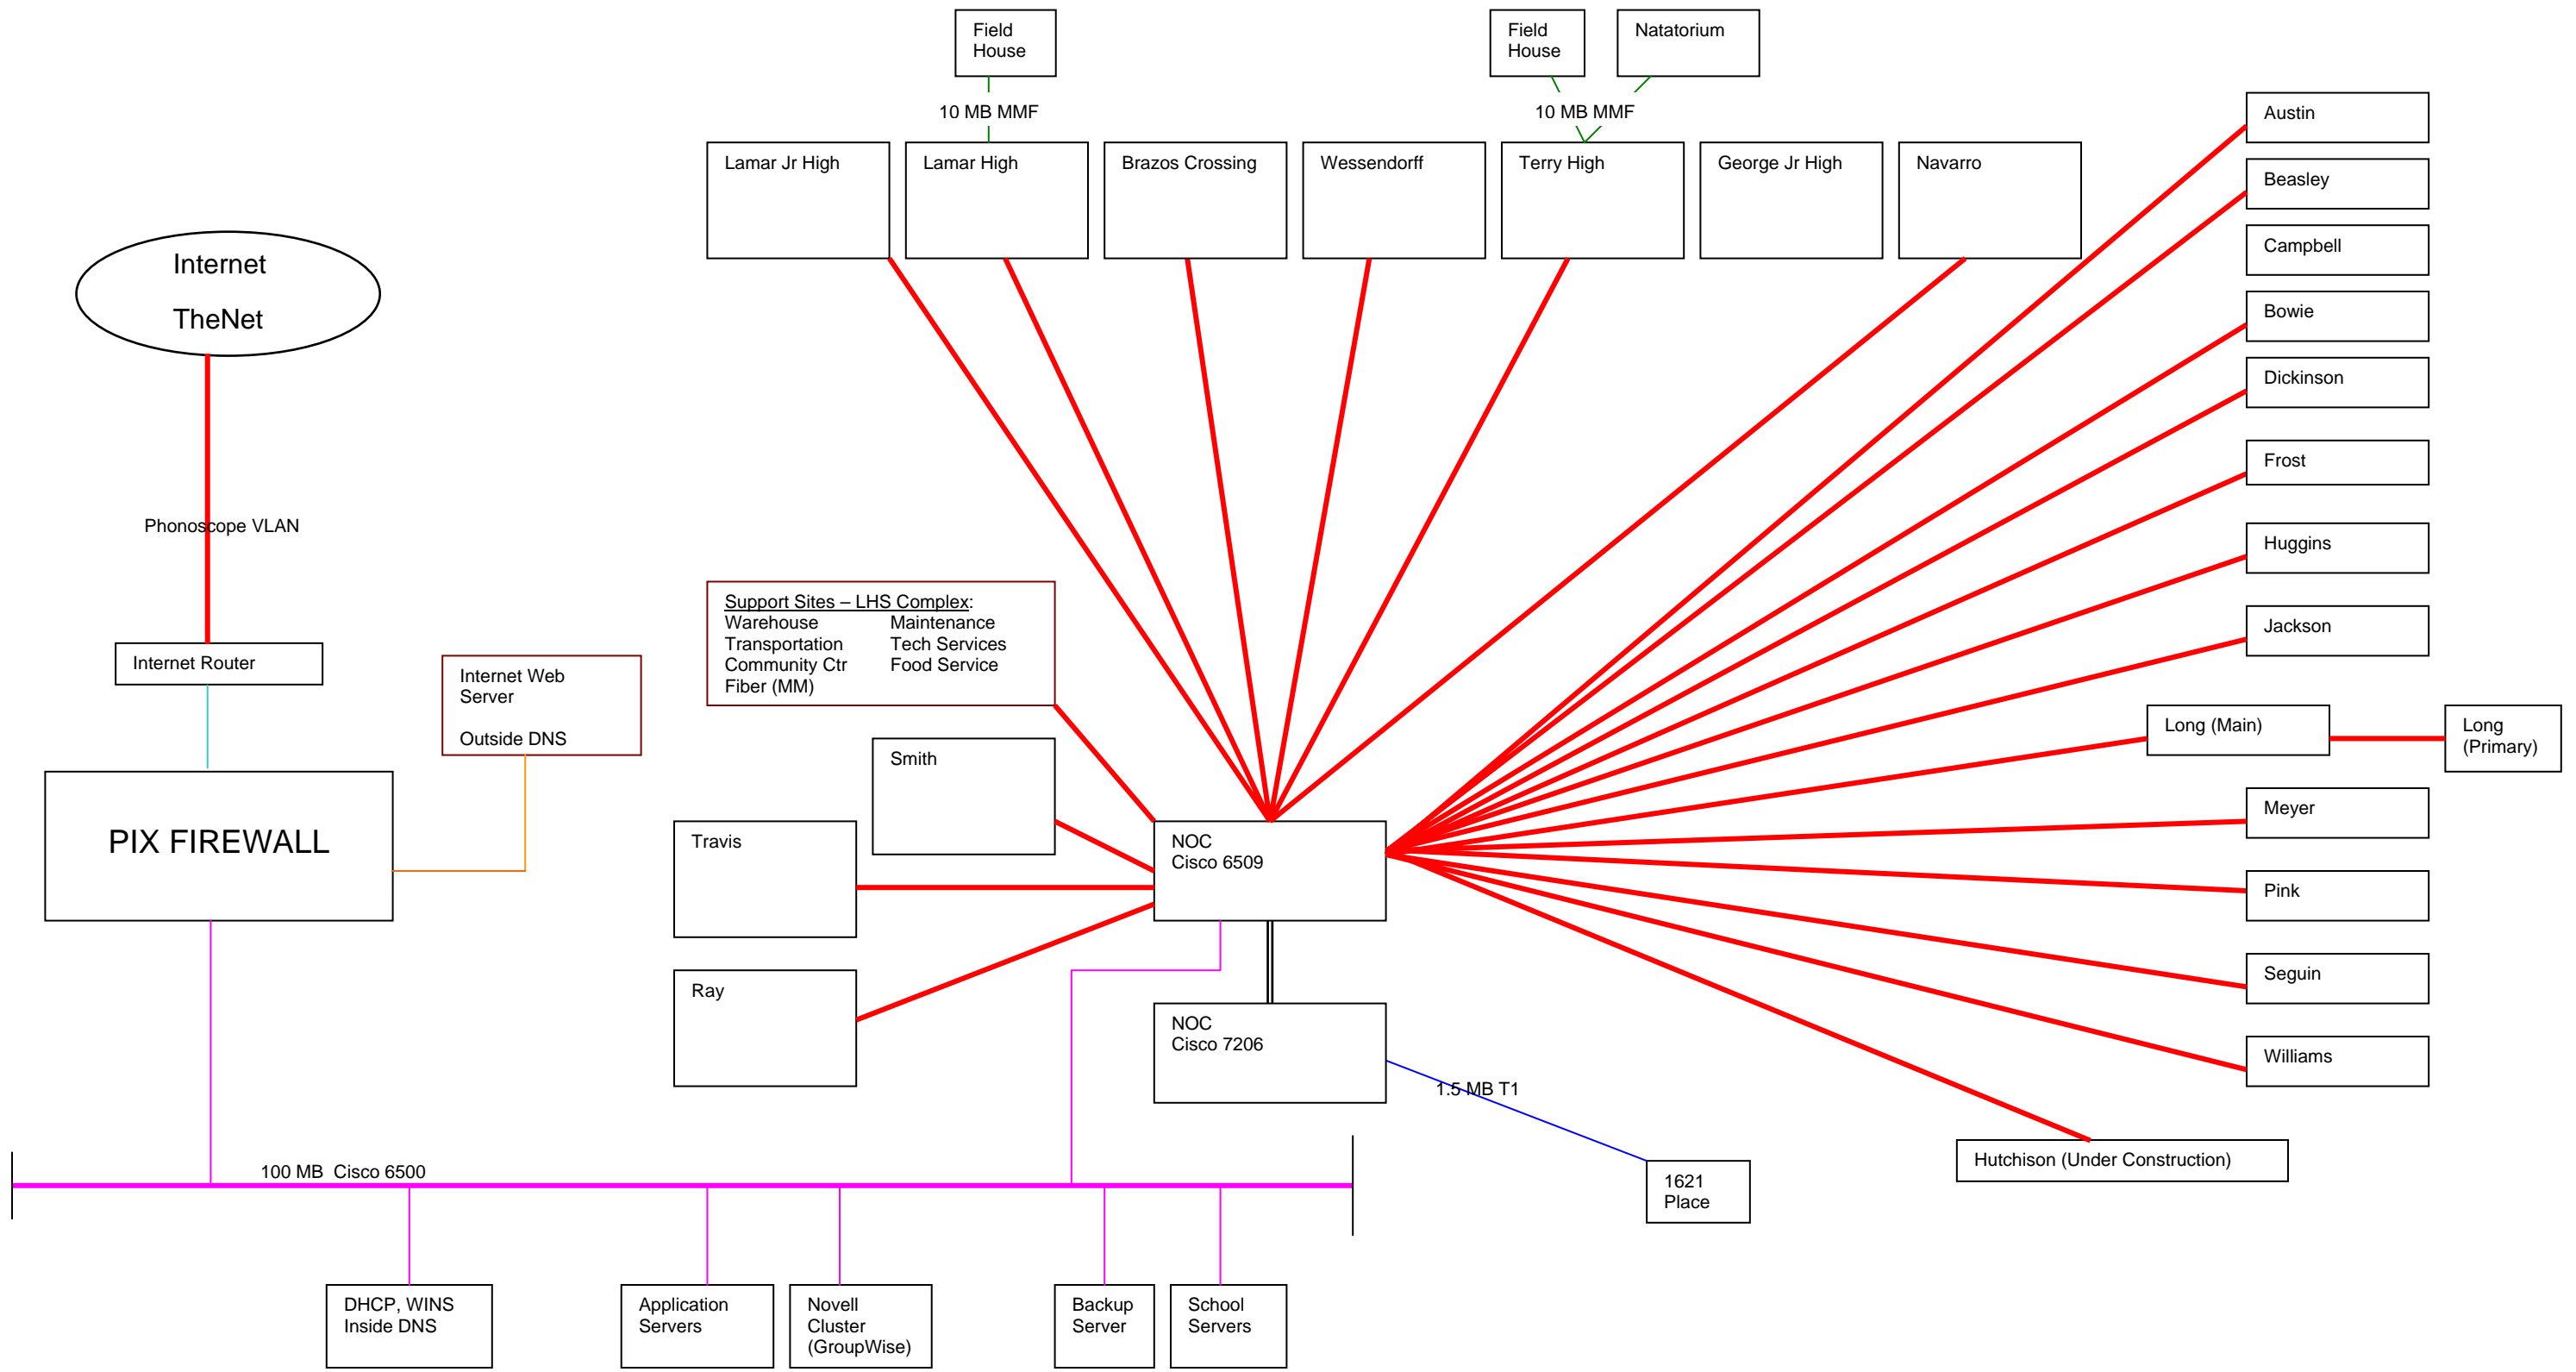 Field
House
Field
House
Natatorium
10 MB MMF
10 MB MMF
Austin
Lamar Jr High
Lamar High
Brazos Crossing
Wessendorff
Terry High
George Jr High
Navarro
Beasley
Campbell
Bowie
Dickinson
Frost
Huggins
Jackson
Long (Main)
Long
(Primary)
Meyer
Pink
Seguin
Williams
Hutchison (Under Construction)
Internet
TheNet
Phonoscope VLAN
Internet Router
Internet Web
Server
Outside DNS
PIX FIREWALL
Support Sites – LHS Complex:
Warehouse Maintenance
Transportation Tech Services
Community Ctr Food Service
Fiber (MM)
Smith
Travis
Ray
NOC
Cisco 6509
NOC
Cisco 7206
1.5 MB T1
1621
Place
100 MB  Cisco 6500
DHCP, WINS
Inside DNS
Application
Servers
Novell
Cluster
(GroupWise)
Backup
Server
School
Servers